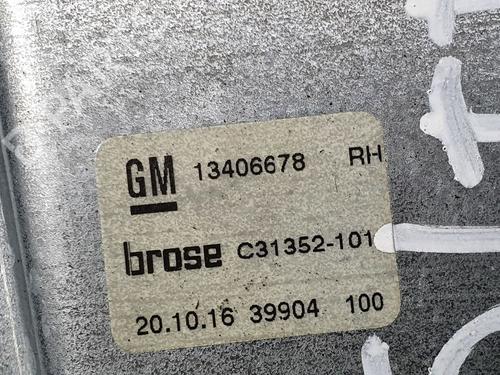 GM 13406678 RH
brose C31352-101
20.10.16 39904 100